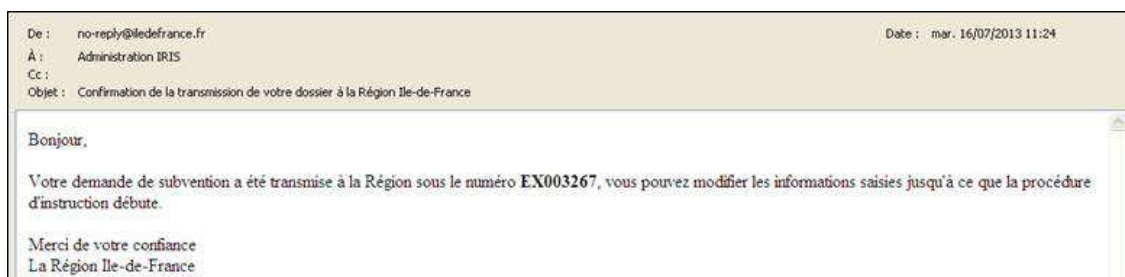 De : no-reply@iledefrance.fr Date : mar. 16/07/2013 11:24
À : Administration IRIS
Cc :
Objet : Confirmation de la transmission de votre dossier à la Région Ile-de-France
Bonjour,
Votre demande de subvention a été transmise à la Région sous le numéro EX003267, vous pouvez modifier les informations saisies jusqu'à ce que la procédure
d'instruction débute.
Merci de votre confiance
La Région Ile-de-France